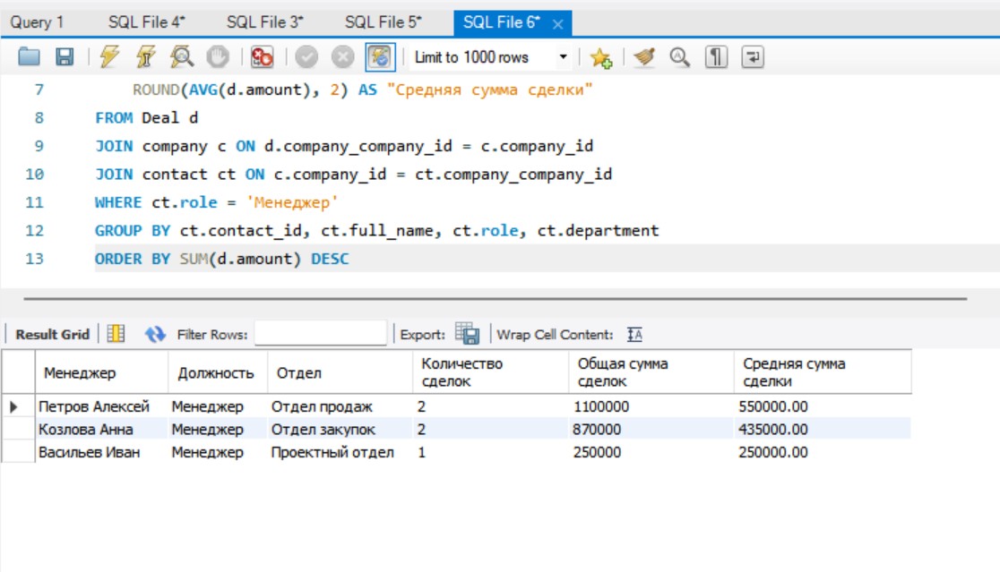 Query 1 SQL File 4* SQL File 3* SQL File 5* SQL File 6*
Limit to 1000 rows
7 ROUND(AVG(d.amount), 2) AS "Средняя сумма сделки"
8 FROM Deal d
9 JOIN company c ON d.company_company_id = c.company_id
10 JOIN contact ct ON c.company_id = ct.company_company_id
11 WHERE ct.role = 'Менеджер'
12 GROUP BY ct.contact_id, ct.full_name, ct.role, ct.department
13 ORDER BY SUM(d.amount) DESC
Result Grid Filter Rows: Export: Wrap Cell Content:
Менеджер Должность Отдел Количество сделок Общая сумма сделок Средняя сумма сделки
Петров Алексей Менеджер Отдел продаж 2 1100000 550000.00
Козлова Анна Менеджер Отдел закупок 2 870000 435000.00
Васильев Иван Менеджер Проектный отдел 1 250000 250000.00